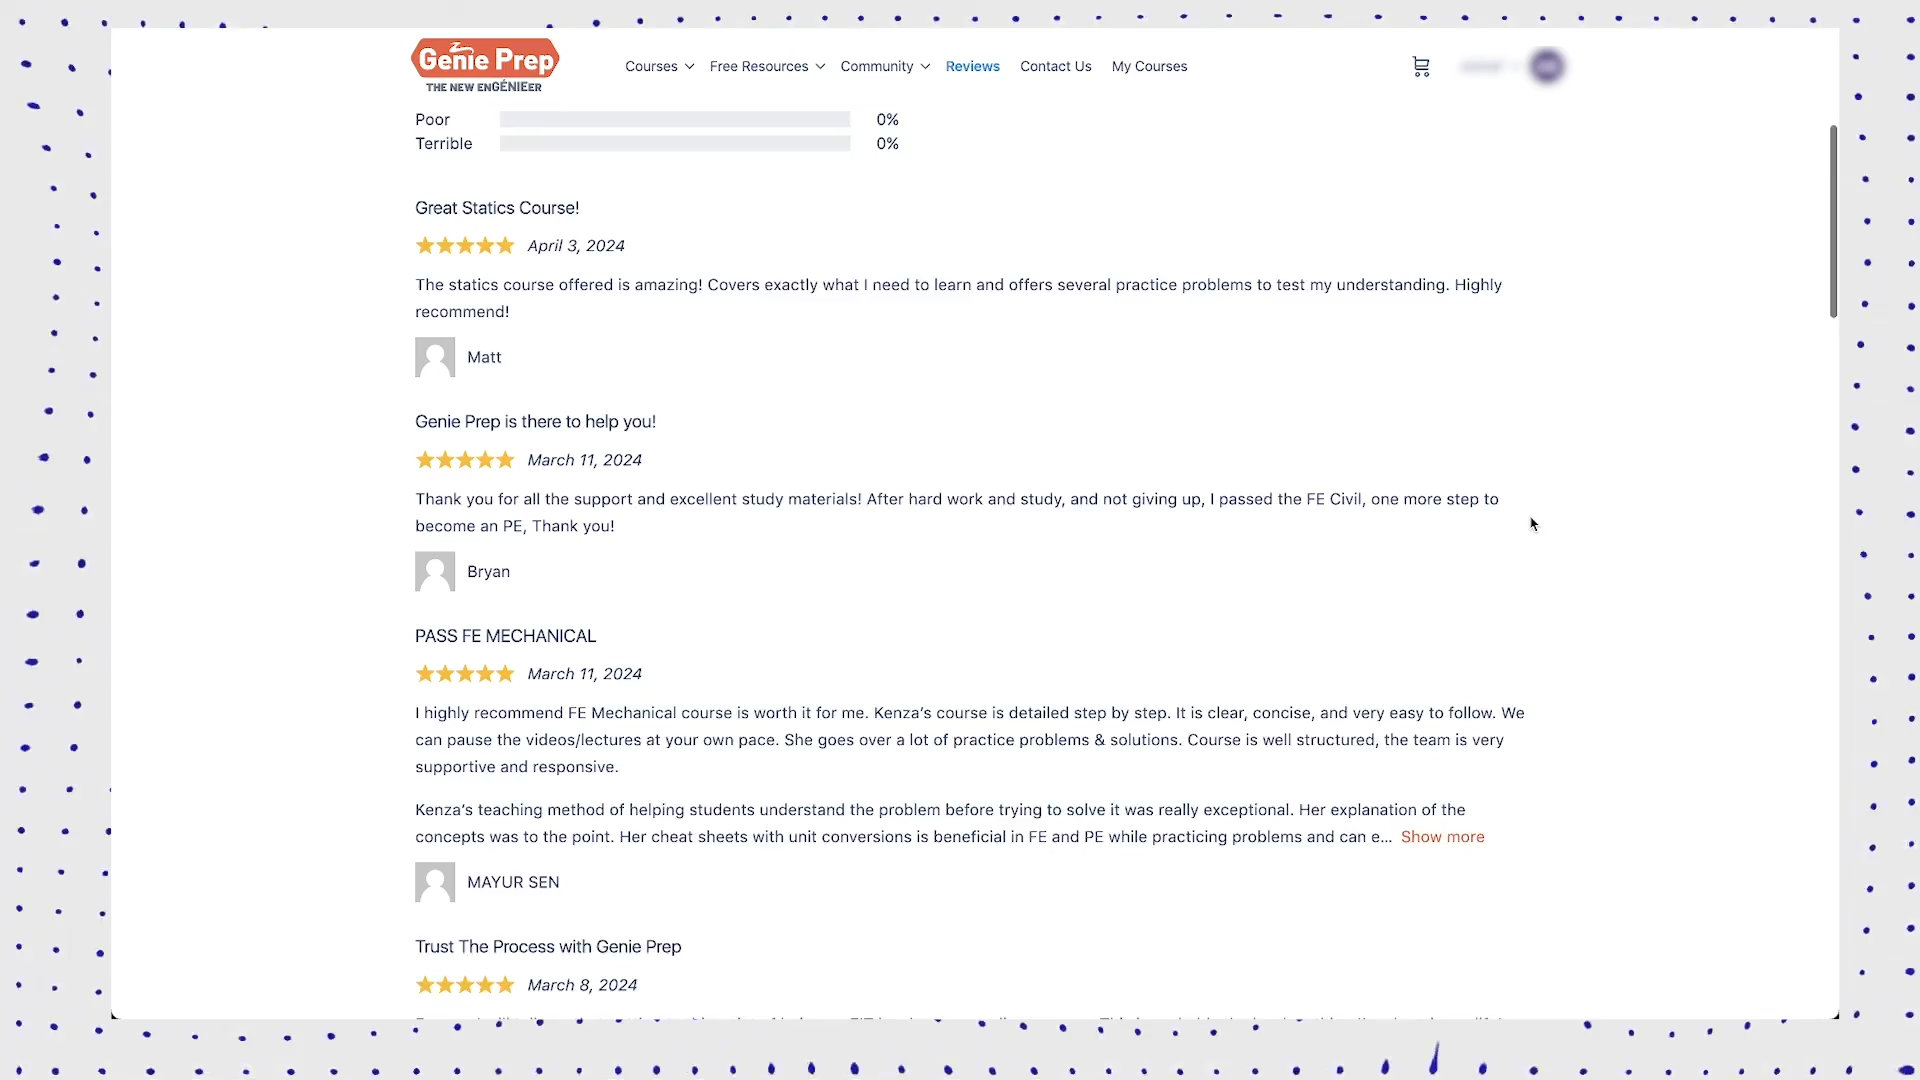 Genie Prep
THE NEW ENGÉNIEER
Courses
Free Resources
Community
Reviews
Contact Us
My Courses
Poor 0%
Terrible 0%
Great Statics Course!
April 3, 2024
The statics course offered is amazing! Covers exactly what I need to learn and offers several practice problems to test my understanding. Highly
recommend!
Matt
Genie Prep is there to help you!
March 11, 2024
Thank you for all the support and excellent study materials! After hard work and study, and not giving up, I passed the FE Civil, one more step to
become an PE, Thank you!
Bryan
PASS FE MECHANICAL
March 11, 2024
I highly recommend FE Mechanical course is worth it for me. Kenza’s course is detailed step by step. It is clear, concise, and very easy to follow. We
can pause the videos/lectures at your own pace. She goes over a lot of practice problems & solutions. Course is well structured, the team is very
supportive and responsive.
Kenza’s teaching method of helping students understand the problem before trying to solve it was really exceptional. Her explanation of the
concepts was to the point. Her cheat sheets with unit conversions is beneficial in FE and PE while practicing problems and can e... Show more
MAYUR SEN
Trust The Process with Genie Prep
March 8, 2024